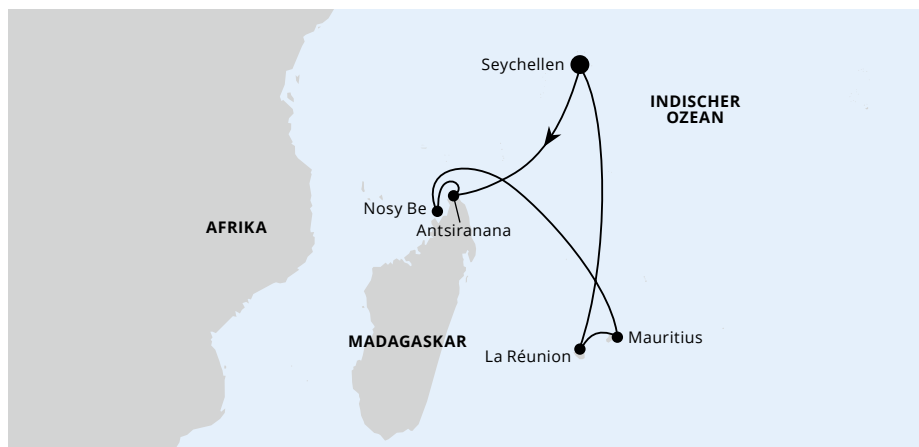 Seychellen
INDISCHER
OZEAN
Nosy Be
AFRIKA
Antsiranana
MADAGASKAR
Mauritius
La Réunion